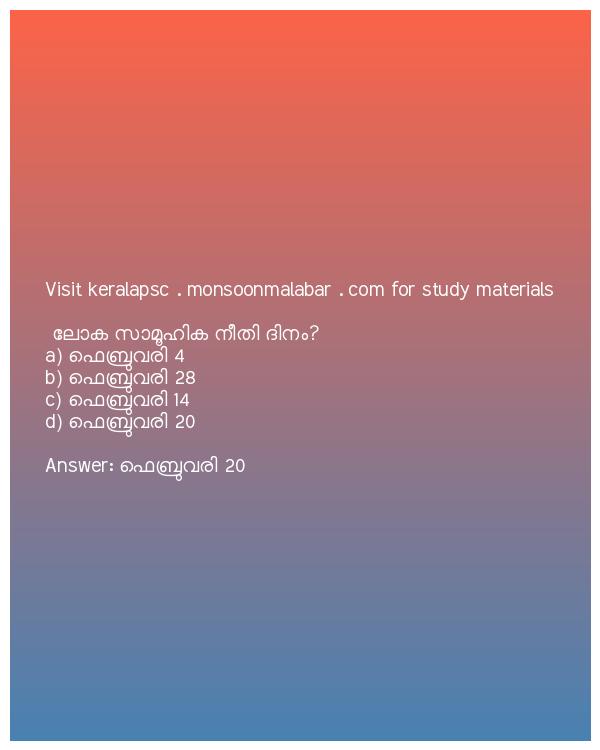 Visit keralapsc . monsoonmalabar . com for study materials
ലോക സാമൂഹിക നീതി ദിനം?
a) ഫെബ്രുവരി 4
b) ഫെബ്രുവരി 28
c) ഫെബ്രുവരി 14
d) ഫെബ്രുവരി 20
Answer: ഫെബ്രുവരി 20